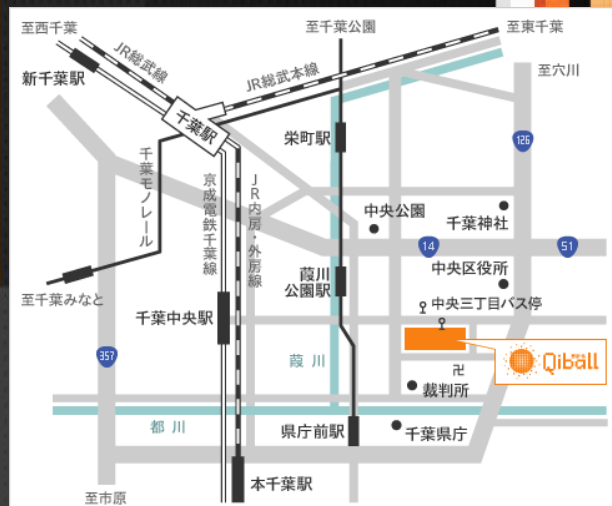 至西千葉
至千葉公園
至東千葉
JR総武線
JR総武本線
新千葉駅
至穴川
千葉駅
栄町駅
126
千葉モノレール
京成電鉄千葉線
JR内房・外房線
中央公園
千葉神社
14
51
中央区役所
葭川
公園駅
至千葉みなと
中央三丁目バス停
千葉中央駅
357
葭川
Qiball
卍
裁判所
都川
県庁前駅
千葉県庁
本千葉駅
至市原